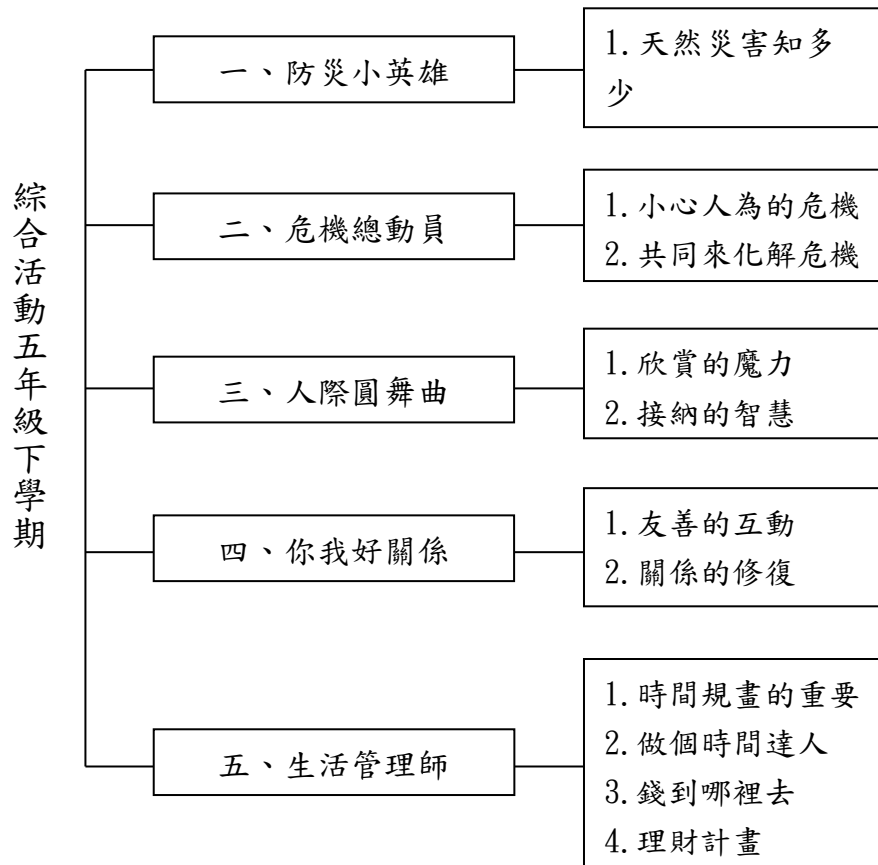 綜合活動五年級下學期
一、防災小英雄
1.天然災害知多
少
二、危機總動員
1.小心人為的危機
2.共同來化解危機
三、人際圓舞曲
1.欣賞的魔力
2.接納的智慧
四、你我好關係
1.友善的互動
2.關係的修復
五、生活管理師
1.時間規畫的重要
2.做個時間達人
3.錢到哪裡去
4.理財計畫